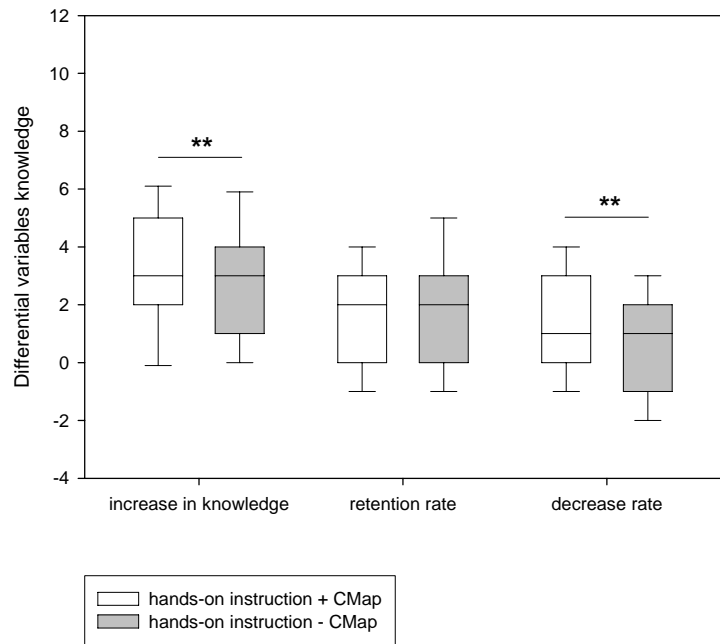 12
10
8
6
4
2
0
-2
-4
Differential variables knowledge
**
**
increase in knowledge
retention rate
decrease rate
hands-on instruction + CMap
hands-on instruction - CMap